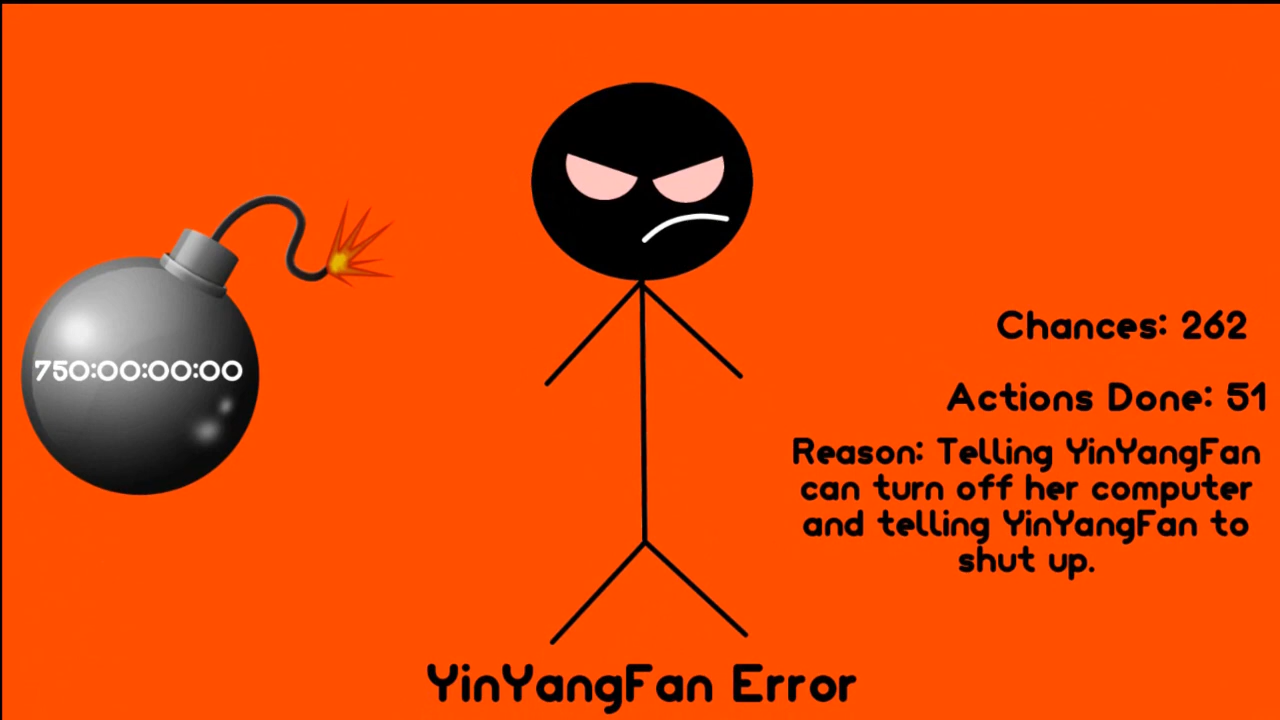 750:00:00:00
Chances: 262
Actions Done: 51
Reason: Telling YinYangFan
can turn off her computer
and telling YinYangFan to
shut up.
YinYangFan Error